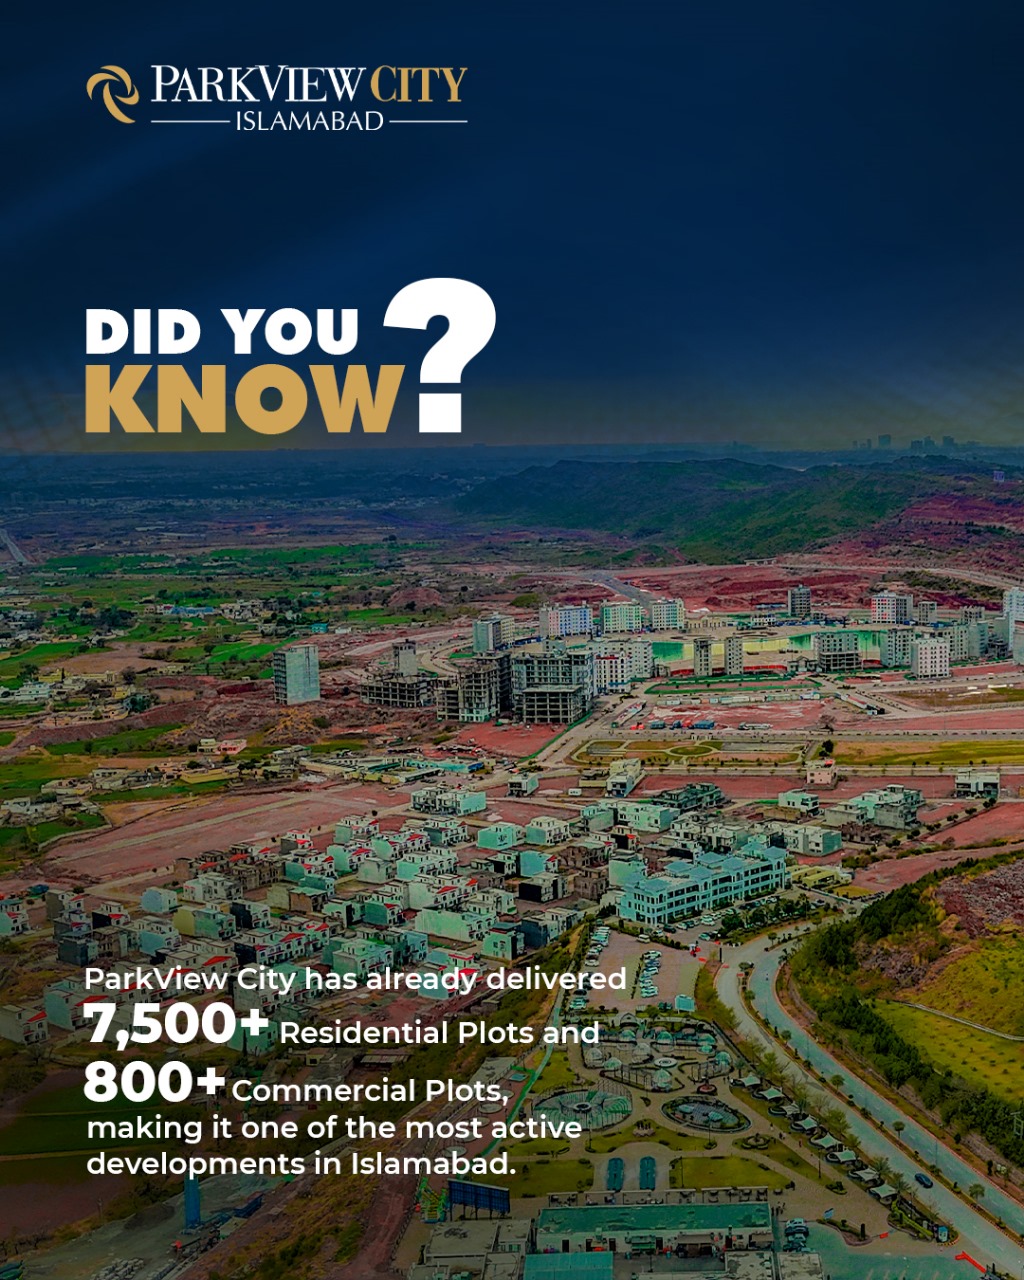 PARKVIEW CITY
ISLAMABAD
DID YOU
KNOW?
ParkView City has already delivered
7,500+ Residential Plots and
800+ Commercial Plots,
making it one of the most active
developments in Islamabad.